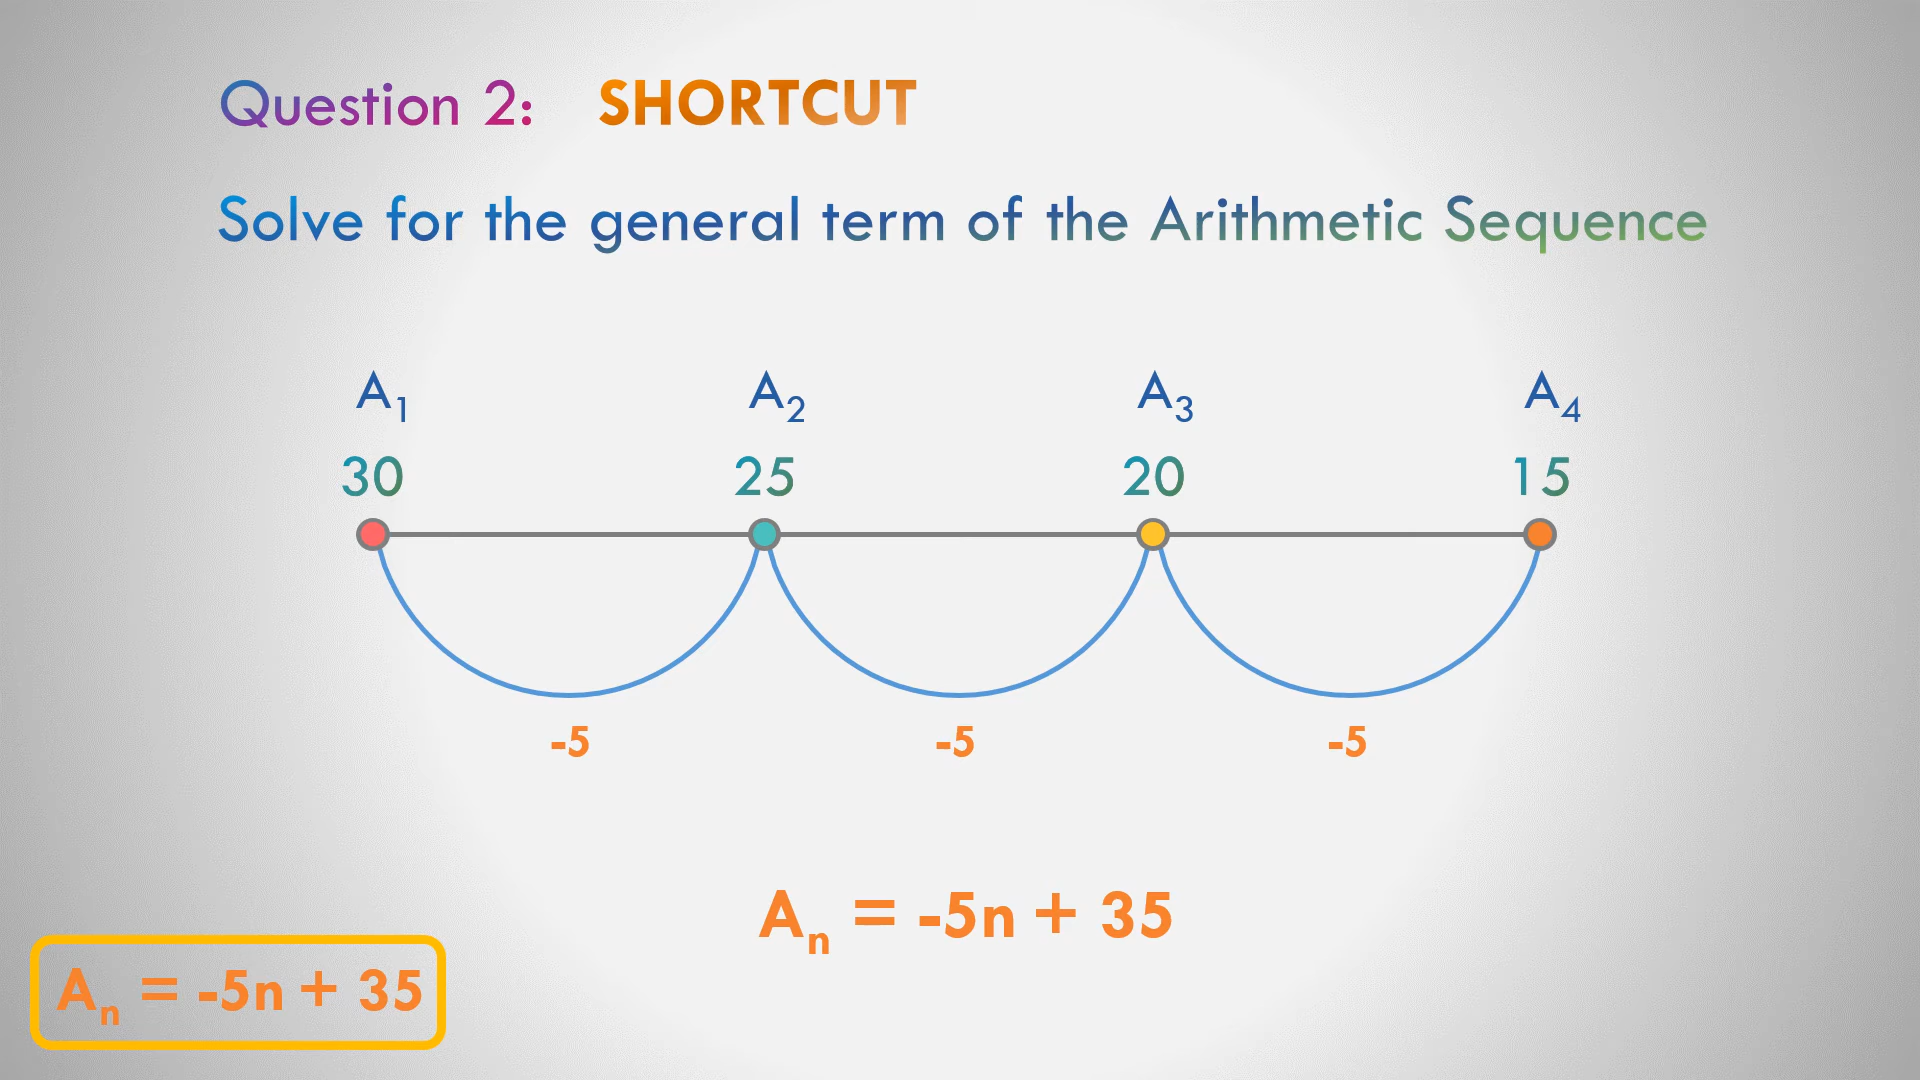 Question 2: SHORTCUT
Solve for the general term of the Arithmetic Sequence
A₁ A₂ A₃ A₄
30 25 20 15
-5 -5 -5
Aₙ = -5n + 35
Aₙ = -5n + 35